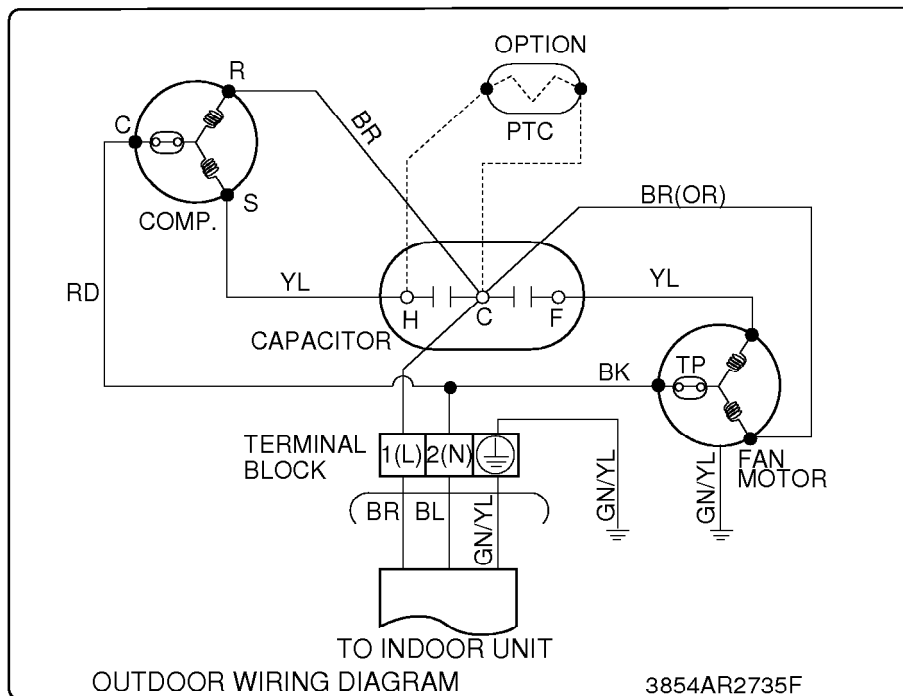 OPTION
PTC
R
C
S
COMP.
BR
BR(OR)
RD
YL
YL
H
C
F
CAPACITOR
BK
TP
TERMINAL
BLOCK
1(L)
2(N)
FAN
MOTOR
BR
BL
GN/YL
GN/YL
GN/YL
TO INDOOR UNIT
OUTDOOR WIRING DIAGRAM
3854AR2735F